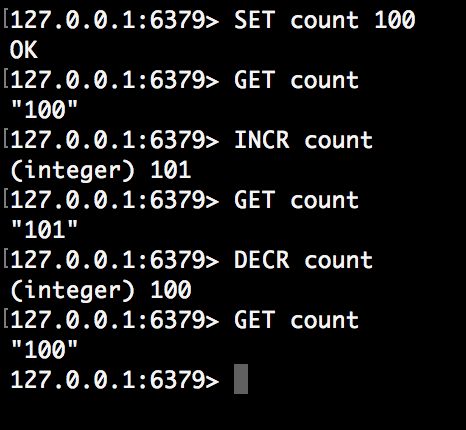 [127.0.0.1:6379> SET count 100
OK
[127.0.0.1:6379> GET count
"100"
[127.0.0.1:6379> INCR count
(integer) 101
[127.0.0.1:6379> GET count
"101"
[127.0.0.1:6379> DECR count
(integer) 100
[127.0.0.1:6379> GET count
"100"
127.0.0.1:6379>